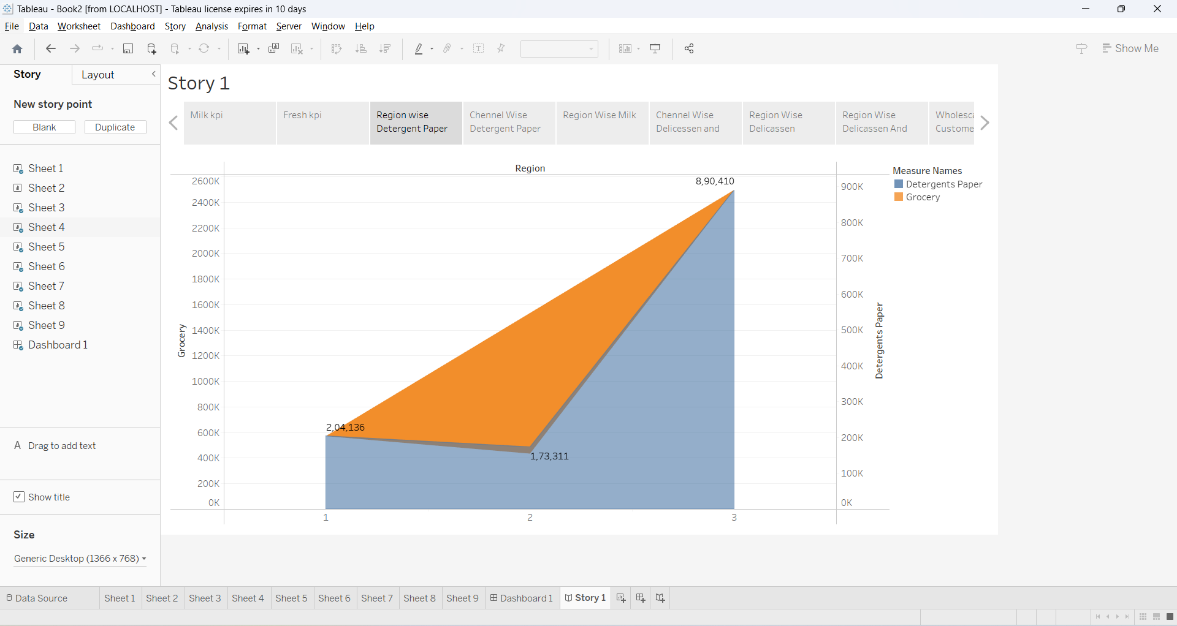 Tableau - Book2 [from LOCALHOST] - Tableau license expires in 10 days
File Data Worksheet Dashboard Story Analysis Format Server Window Help
Show Me
Story Layout
New story point
Blank Duplicate
Sheet 1
Sheet 2
Sheet 3
Sheet 4
Sheet 5
Sheet 6
Sheet 7
Sheet 8
Sheet 9
Dashboard 1
A Drag to add text
Show title
Size
Generic Desktop (1366 x 768)
Story 1
Milk kpi
Fresh kpi
Region wise
Detergent Paper
Chennel Wise
Detergent Paper
Region Wise Milk
Chennel Wise
Delicessen and
Region Wise
Delicassen
Region Wise
Delicassen And
Wholesca
Custome
Region
2600K
2400K
2200K
2000K
1800K
1600K
1400K
1200K
1000K
800K
600K
400K
200K
0K
Grocery
8,90,410
2,04,136
1,73,311
1 2 3
900K
800K
700K
600K
500K
400K
300K
200K
100K
0K
Detergents Paper
Measure Names
Detergents Paper
Grocery
Data Source Sheet 1 Sheet 2 Sheet 3 Sheet 4 Sheet 5 Sheet 6 Sheet 7 Sheet 8 Sheet 9 Dashboard 1 Story 1